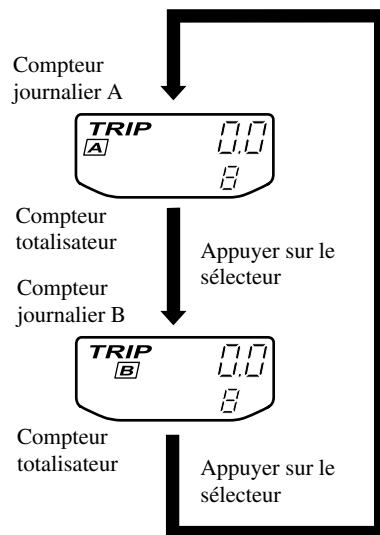 Compteur
journalier A
TRIP
A
0.0
8
Compteur
totalisateur
Appuyer sur le
sélecteur
Compteur
journalier B
TRIP
B
0.0
8
Compteur
totalisateur
Appuyer sur le
sélecteur